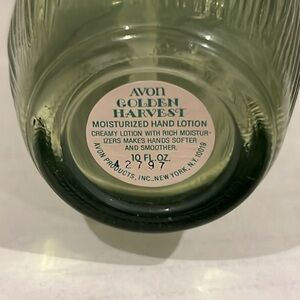 AVON
GOLDEN
HARVEST
MOISTURIZED HAND LOTION
CREAMY LOTION WITH RICH MOISTUR-
IZERS MAKES HANDS SOFTER
AND SMOOTHER.
10 FL. OZ.
A2797
AVON PRODUCTS, INC., NEW YORK, N.Y. 10019